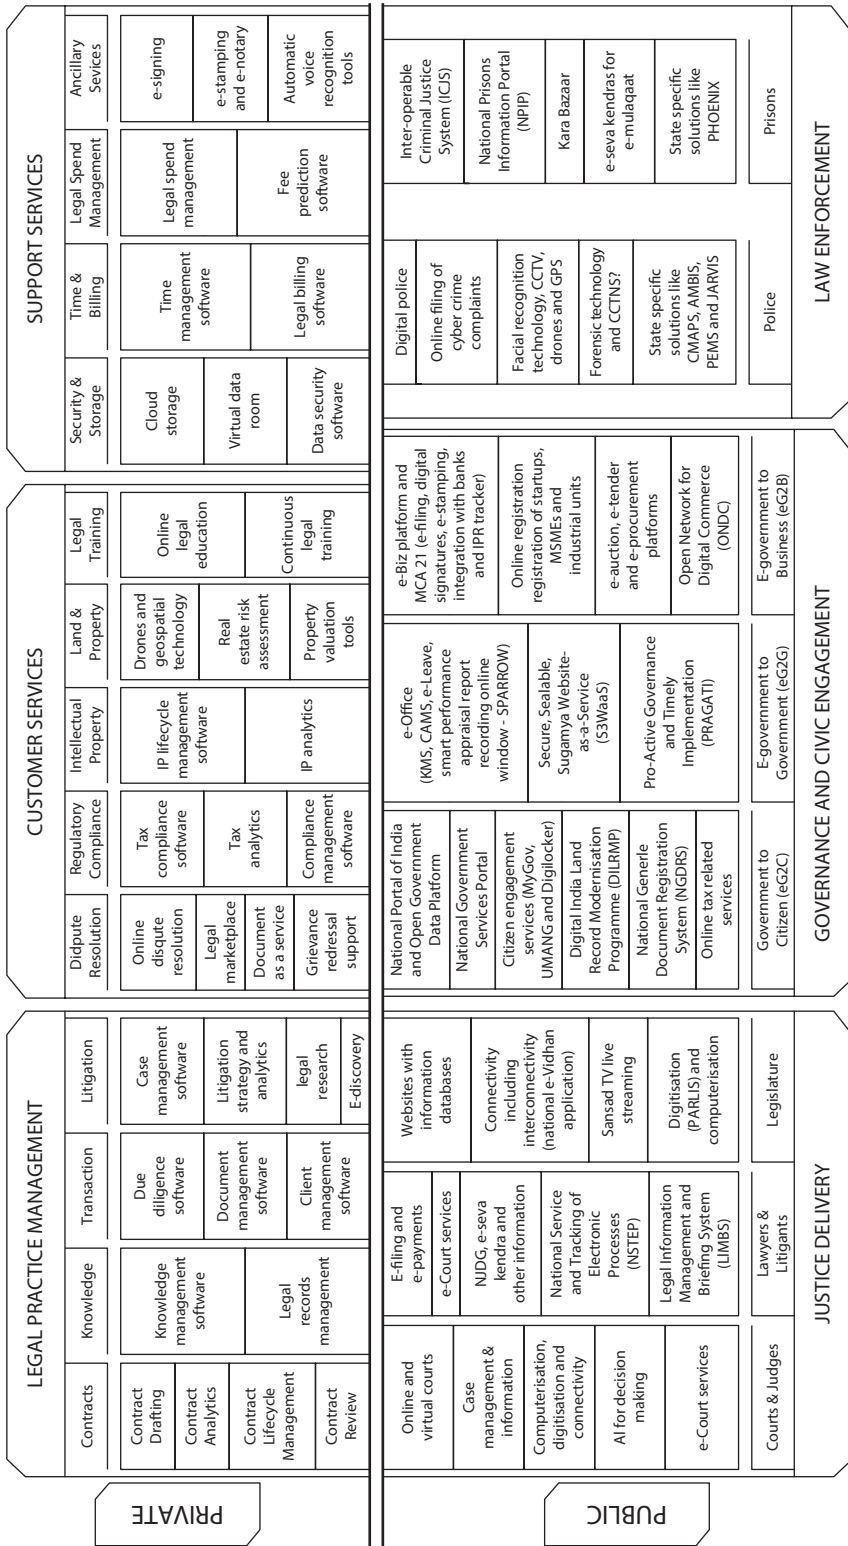 PRIVATE
LEGAL PRACTICE MANAGEMENT
Contracts
Contract
Drafting
Contract
Analytics
Contract
Lifecycle
Management
Contract
Review
Knowledge
Knowledge
management
software
Legal
records
management
Transaction
Due
diligence
software
Document
management
software
Client
management
software
Litigation
Case
management
software
Litigation
strategy and
analytics
legal
research
E-discovery
CUSTOMER SERVICES
Didpute
Resolution
Online
disqute
resolution
Legal
marketplace
Document
as a service
Grievance
redressal
support
Regulatory
Compliance
Tax
compliance
software
Tax
analytics
Compliance
management
software
Intellectual
Property
IP lifecycle
management
software
IP analytics
Land &
Property
Drones and
geospatial
technology
Real
estate risk
assessment
Property
valuation
tools
Legal
Training
Online
legal
education
Continuous
legal
training
SUPPORT SERVICES
Security &
Storage
Cloud
storage
Virtual data
room
Data security
software
Time &
Billing
Time
management
software
Legal billing
software
Legal Spend
Management
Legal spend
management
Fee
prediction
software
Ancillary
Sevices
e-signing
e-stamping
and e-notary
Automatic
voice
recognition
tools
PUBLIC
Online and
virtual courts
Case
management &
information
Computerisation,
digitisation and
connectivity
AI for decision
making
e-Court services
Courts & Judges
E-filing and
e-payments
e-Court services
NJDG, e-seva
kendra and
other information
National Service
and Tracking of
Electronic
Processes
(NSTEP)
Legal Information
Management and
Briefing System
(LIMBS)
Lawyers &
Litigants
Websites with
information
databases
Connectivity
including
interconnectivity
(national e-Vidhan
application)
Sansad TV live
streaming
Digitisation
(PARLIS) and
computerisation
Legislature
JUSTICE DELIVERY
National Portal of India
and Open Government
Data Platform
National Government
Services Portal
Citizen engagement
services (MyGov,
UMANG and Digilocker)
Digital India Land
Record Modernisation
Programme (DILRMP)
National Generle
Document Registration
System (NGDRS)
Online tax related
services
Government to
Citizen (eG2C)
e-Office
(KMS, CAMS, e-Leave,
smart performance
appraisal report
recording online
window - SPARROW)
Secure, Sealable,
Sugamya Website-
as-a-Service
(S3WaaS)
Pro-Active Governance
and Timely
Implementation
(PRAGATI)
E-government to
Government (eG2G)
e-Biz platform and
MCA 21 (e-filing, digital
signatures, e-stamping,
integration with banks
and IPR tracker)
Online registration
registration of startups,
MSMEs and
industrial units
e-auction, e-tender
and e-procurement
platforms
Open Network for
Digital Commerce
(ONDC)
E-government to
Business (eG2B)
GOVERNANCE AND CIVIC ENGAGEMENT
Digital police
Online filing of
cyber crime
complaints
Facial recognition
technology, CCTV,
drones and GPS
Forensic technology
and CCTNS?
State specific
solutions like
CMAPS, AMBIS,
PEMS and JARVIS
Police
Inter-operable
Criminal Justice
System (ICJS)
National Prisons
Information Portal
(NPIP)
Kara Bazaar
e-seva kendras for
e-mulaqaat
State specific
solutions like
PHOENIX
Prisons
LAW ENFORCEMENT